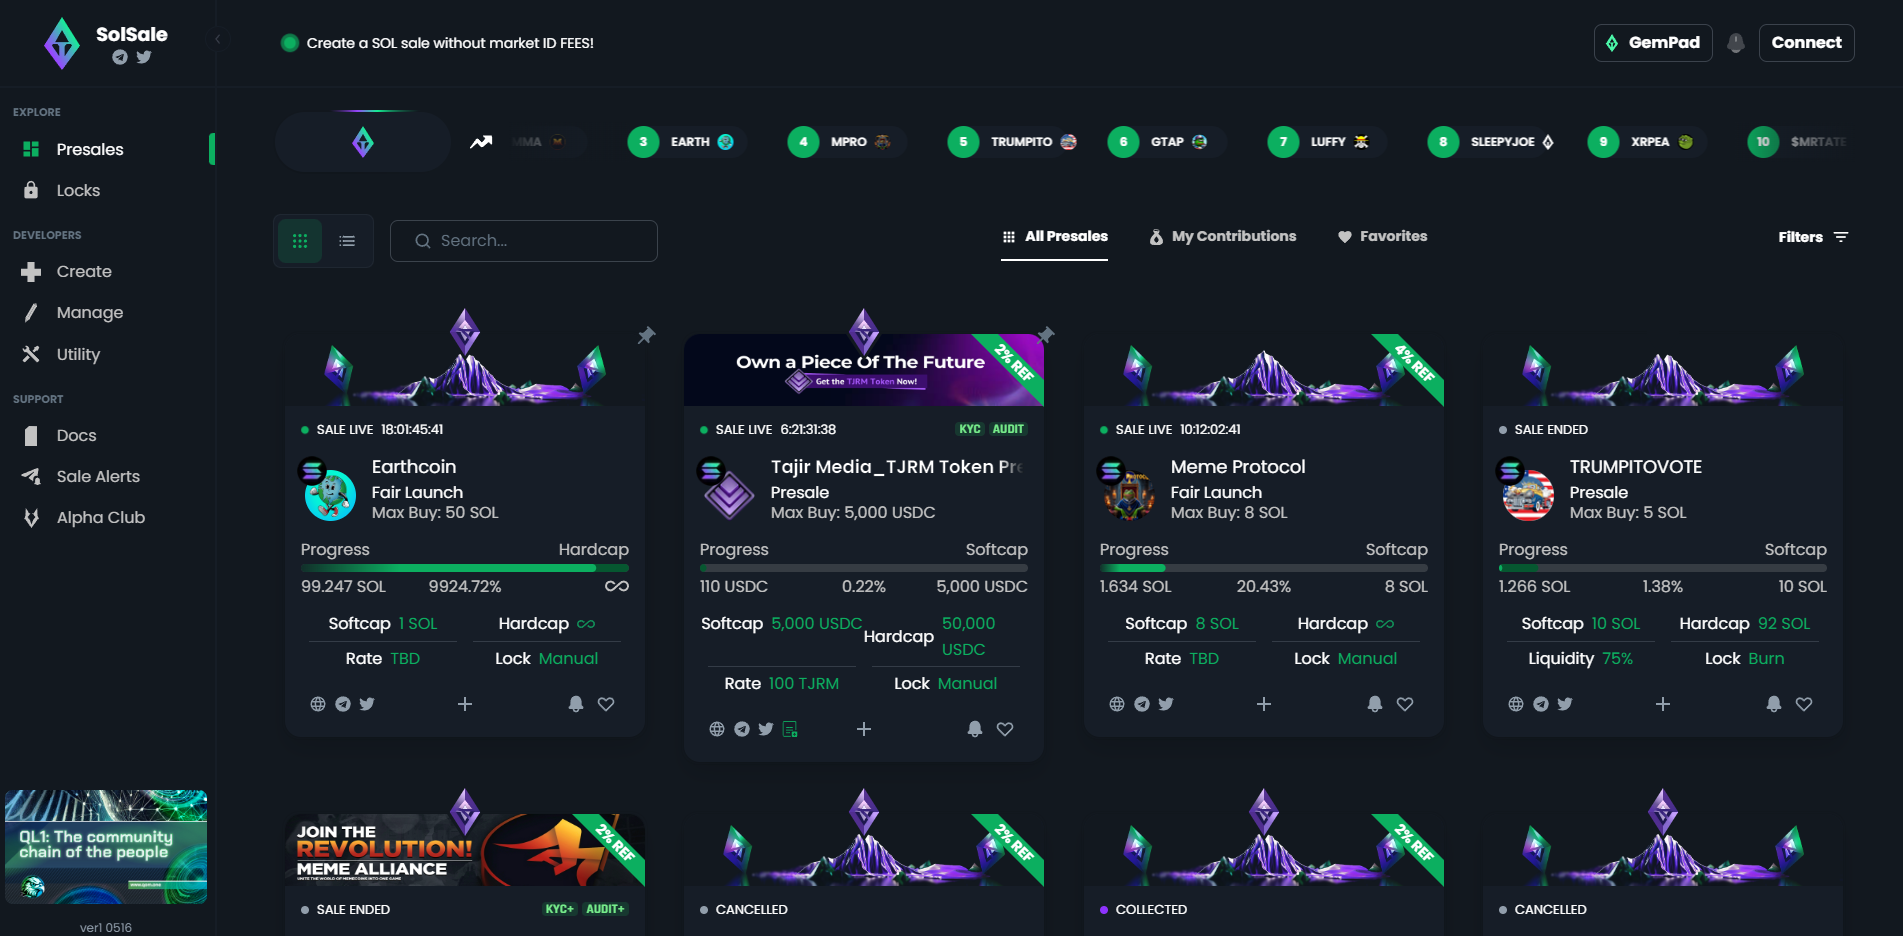 SolSale
Create a SOL sale without market ID FEES!
GemPad
Connect
EXPLORE
Presales
Locks
DEVELOPERS
Create
Manage
Utility
SUPPORT
Docs
Sale Alerts
Alpha Club
QL1: The community
chain of the people
ver1 0516
MMA
3 EARTH
4 MPRO
5 TRUMPITO
6 GTAP
7 LUFFY
8 SLEEPYJOE
9 XRPEA
10 $MRTATE
Search...
All Presales
My Contributions
Favorites
Filters
SALE LIVE 18:01:45:41
Earthcoin
Fair Launch
Max Buy: 50 SOL
Progress Hardcap
99.247 SOL 9924.72% ∞
Softcap 1 SOL Hardcap ∞
Rate TBD Lock Manual
Own a Piece Of The Future
Get the TJRM Token Now!
2% REF
SALE LIVE 6:21:31:38 KYC AUDIT
Tajir Media_TJRM Token Pre
Presale
Max Buy: 5,000 USDC
Progress Softcap
110 USDC 0.22% 5,000 USDC
Softcap 5,000 USDC Hardcap 50,000
USDC
Rate 100 TJRM Lock Manual
4% REF
SALE LIVE 10:12:02:41
Meme Protocol
Fair Launch
Max Buy: 8 SOL
Progress Softcap
1.634 SOL 20.43% 8 SOL
Softcap 8 SOL Hardcap ∞
Rate TBD Lock Manual
SALE ENDED
TRUMPITOVOTE
Presale
Max Buy: 5 SOL
Progress Softcap
1.266 SOL 1.38% 10 SOL
Softcap 10 SOL Hardcap 92 SOL
Liquidity 75% Lock Burn
JOIN THE
REVOLUTION!
MEME ALLIANCE
UNITE THE WORLD OF MEMECOINS INTO ONE GAME
2% REF
SALE ENDED KYC+ AUDIT+
2% REF
CANCELLED
2% REF
COLLECTED
CANCELLED